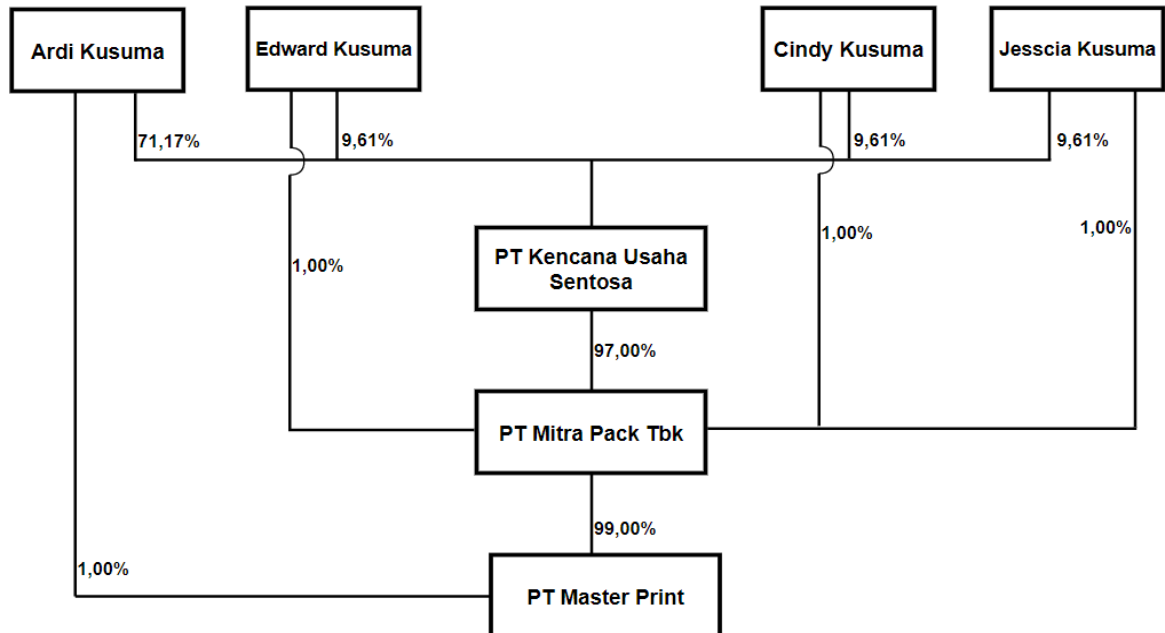 Ardi Kusuma
Edward Kusuma
Cindy Kusuma
Jesscia Kusuma
71,17%
9,61%
9,61%
9,61%
1,00%
1,00%
1,00%
PT Kencana Usaha
Sentosa
97,00%
PT Mitra Pack Tbk
99,00%
1,00%
PT Master Print